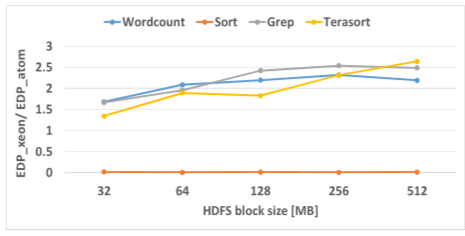 Wordcount Sort Grep Terasort
3
2.5
2
1.5
1
0.5
0
EDP_xeon/ EDP_atom
32 64 128 256 512
HDFS block size [MB]